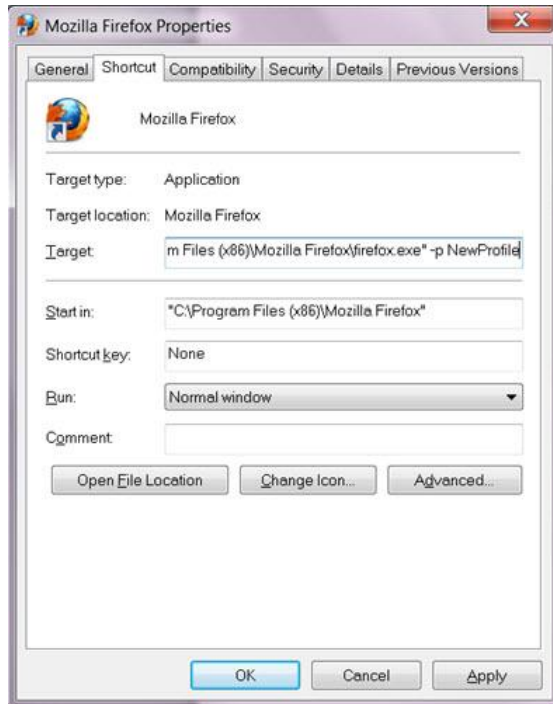 Mozilla Firefox Properties
X
General Shortcut Compatibility Security Details Previous Versions
Mozilla Firefox
Target type: Application
Target location: Mozilla Firefox
Target: m Files (x86)\Mozilla Firefox\firefox.exe" -p NewProfile
Start in: "C:\Program Files (x86)\Mozilla Firefox"
Shortcut key: None
Run: Normal window
Comment:
Open File Location Change Icon... Advanced...
OK Cancel Apply